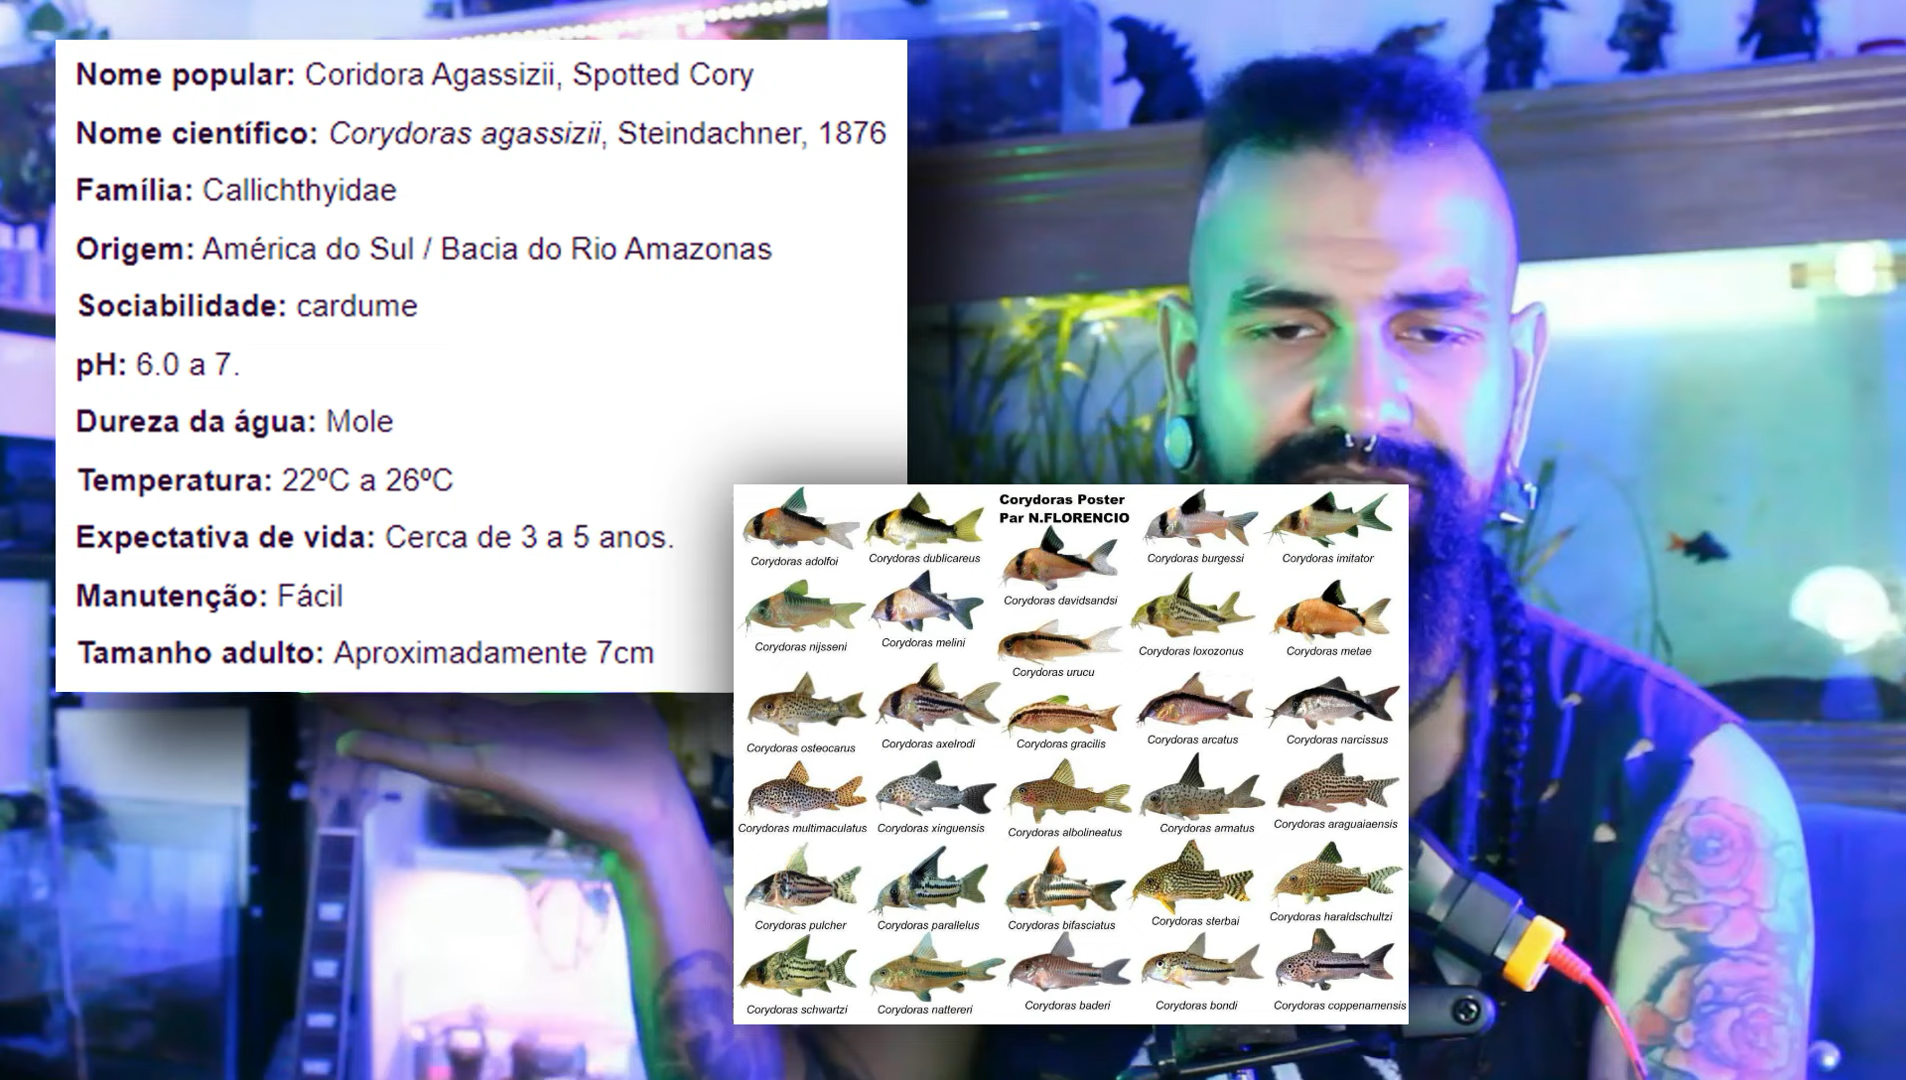 Nome popular: Coridora Agassizii, Spotted Cory
Nome científico: Corydoras agassizii, Steindachner, 1876
Família: Callichthyidae
Origem: América do Sul / Bacia do Rio Amazonas
Sociabilidade: cardume
pH: 6.0 a 7.
Dureza da água: Mole
Temperatura: 22ºC a 26ºC
Expectativa de vida: Cerca de 3 a 5 anos.
Manutenção: Fácil
Tamanho adulto: Aproximadamente 7cm
Corydoras Poster
Par N.FLORENCIO
Corydoras adolfoi
Corydoras dublicareus
Corydoras burgessi
Corydoras imitator
Corydoras davidsandsi
Corydoras nijsseni
Corydoras melini
Corydoras loxozonus
Corydoras metae
Corydoras urucu
Corydoras osteocarus
Corydoras axelrodi
Corydoras gracilis
Corydoras arcatus
Corydoras narcissus
Corydoras multimaculatus
Corydoras xinguensis
Corydoras albolineatus
Corydoras armatus
Corydoras araguaiaensis
Corydoras pulcher
Corydoras parallelus
Corydoras bifasciatus
Corydoras sterbai
Corydoras haraldschultzi
Corydoras schwartzi
Corydoras nattereri
Corydoras baderi
Corydoras bondi
Corydoras coppenamensis